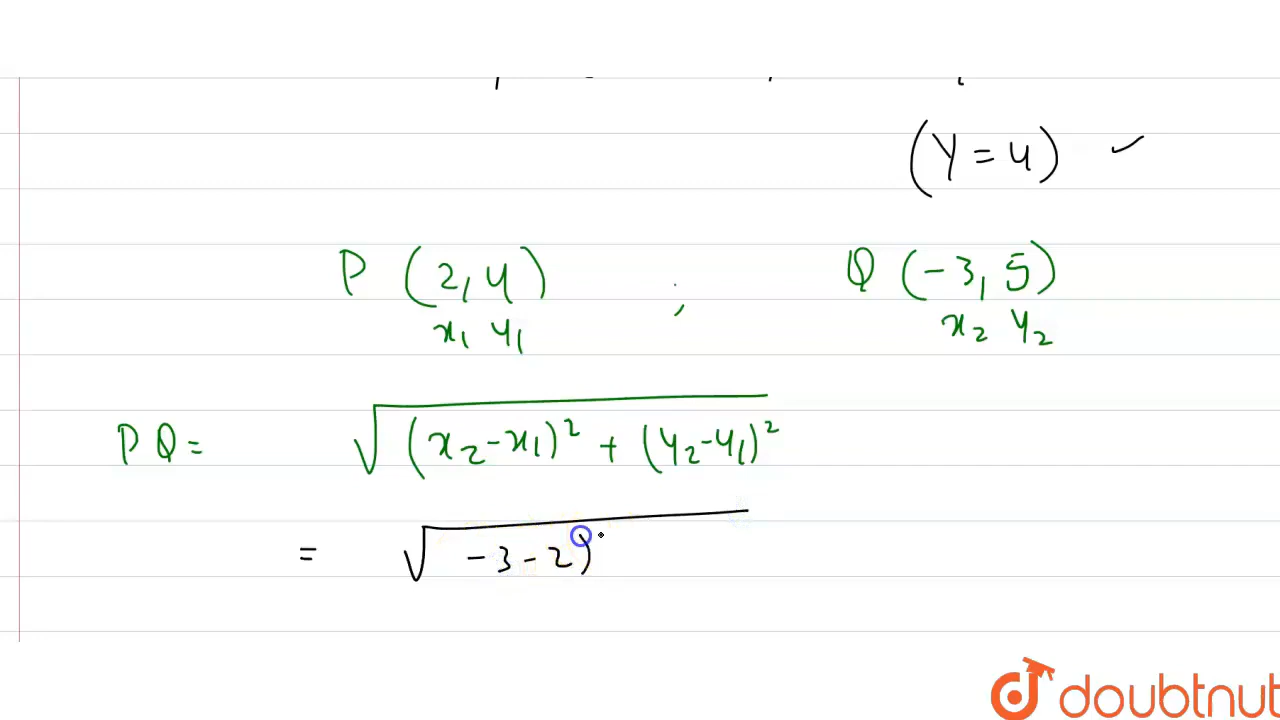 (Y = 4) ✓
P (2, 4) ; Q (-3, 5)
x₁ y₁ x₂ y₂
PQ = √(x₂-x₁)² + (y₂-y₁)²
= √ -3-2)
doubtnut